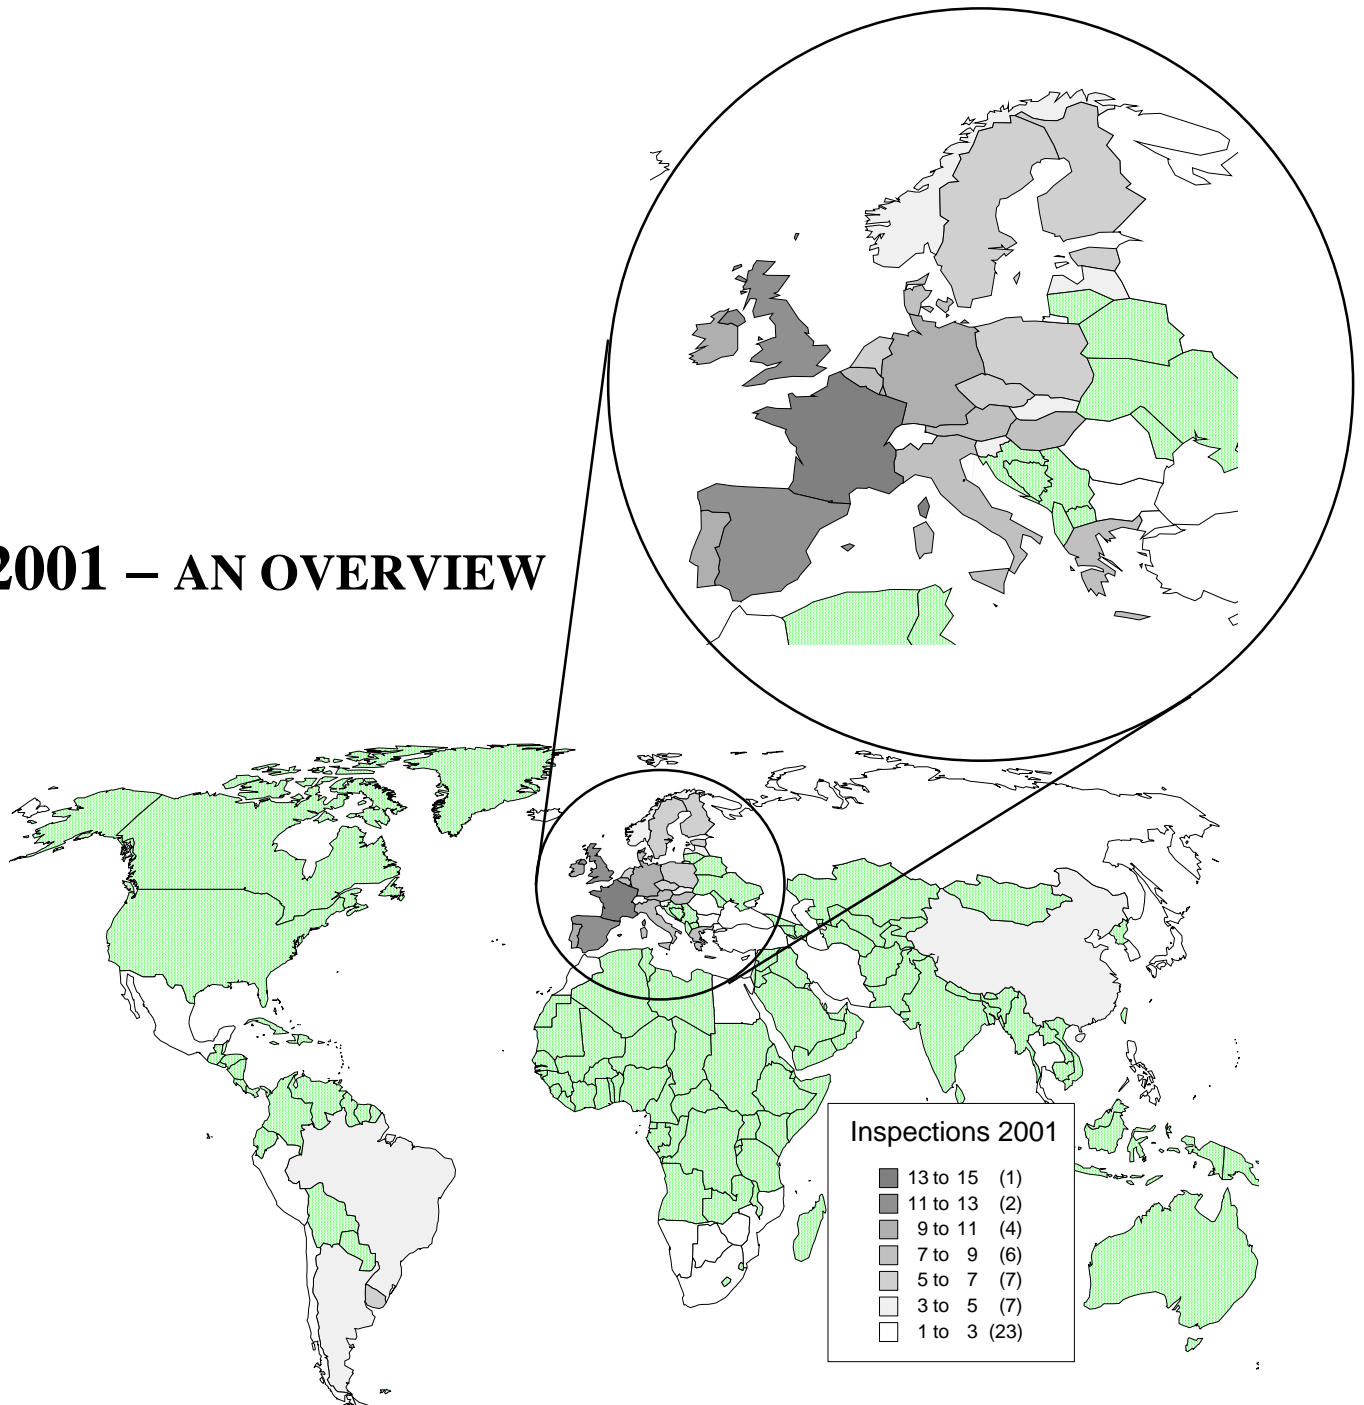 2001 – AN OVERVIEW
Inspections 2001
13 to 15 (1)
11 to 13 (2)
9 to 11 (4)
7 to 9 (6)
5 to 7 (7)
3 to 5 (7)
1 to 3 (23)